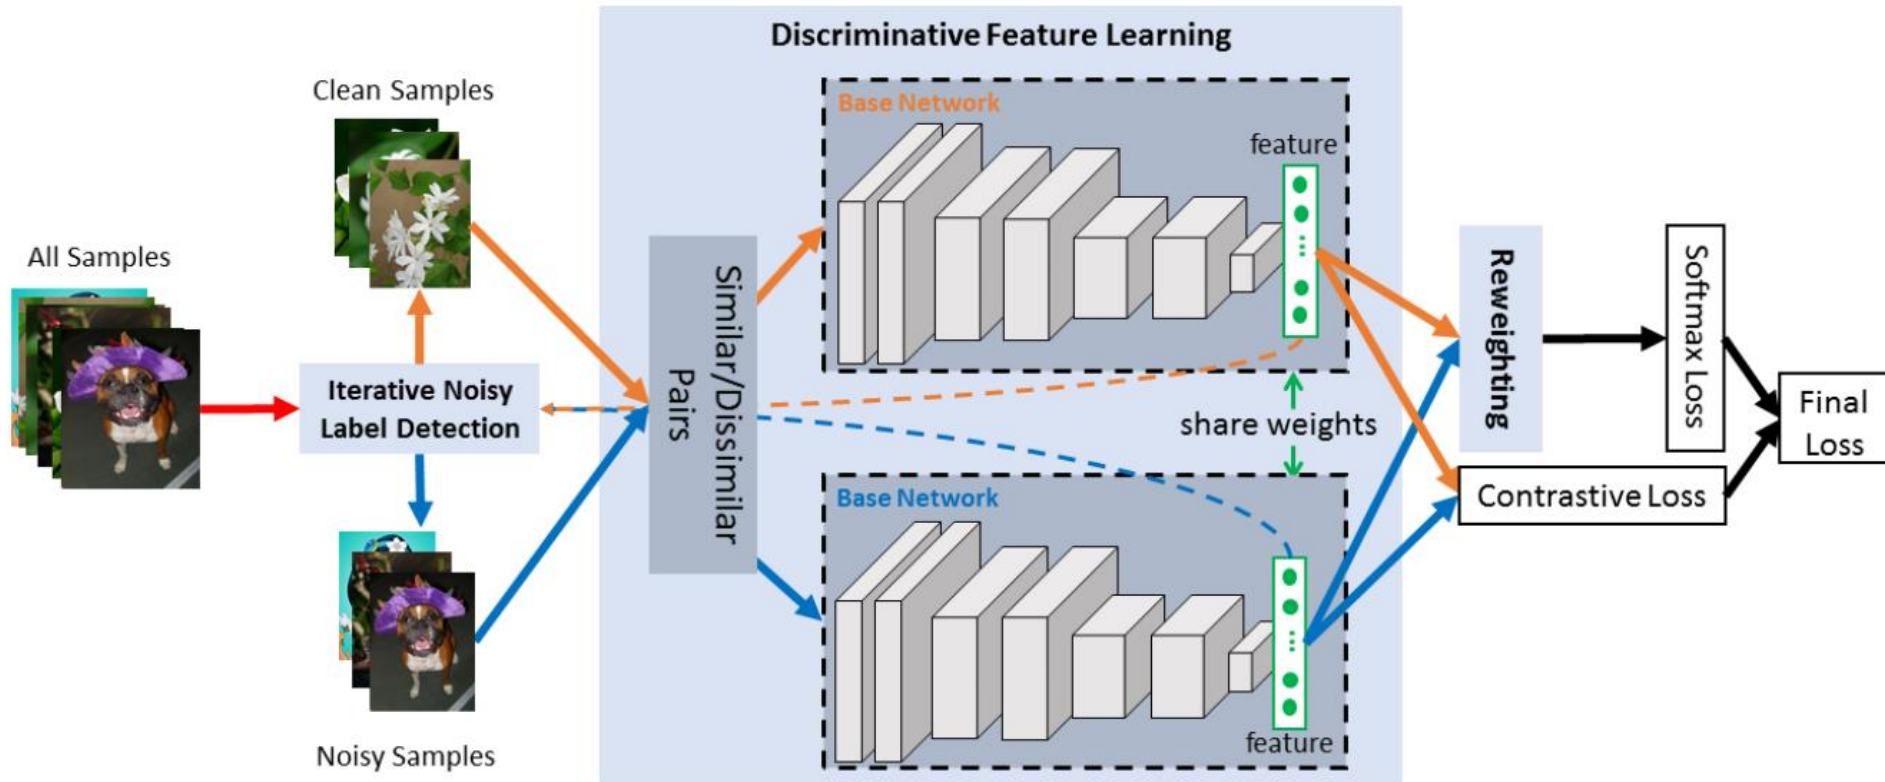 Discriminative Feature Learning
Clean Samples
Base Network
feature
All Samples
Similar/Dissimilar
Pairs
Reweighting
Softmax Loss
Iterative Noisy
Label Detection
share weights
Final
Loss
Base Network
Contrastive Loss
feature
Noisy Samples